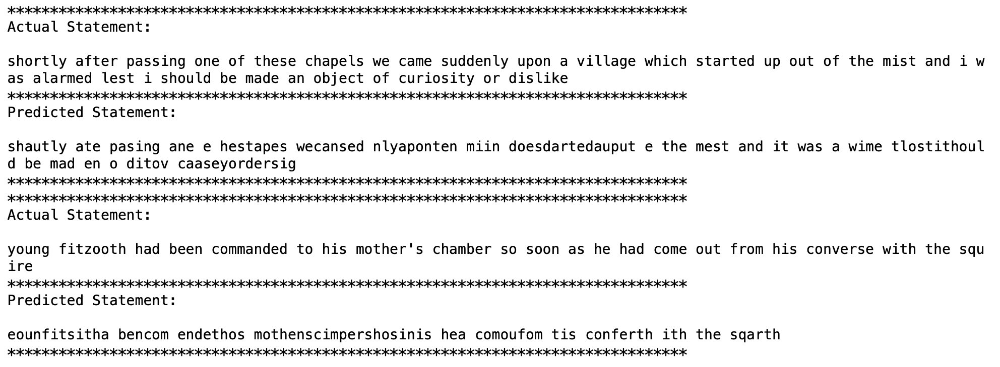 ********************************************************************************
Actual Statement:
shortly after passing one of these chapels we came suddenly upon a village which started up out of the mist and i w
as alarmed lest i should be made an object of curiosity or dislike
********************************************************************************
Predicted Statement:
shautly ate pasing ane e hestapes wecansed nlyaponten miin doesdartedauput e the mest and it was a wime tlostithoul
d be mad en o ditov caaseyordersig
********************************************************************************
********************************************************************************
Actual Statement:
young fitzooth had been commanded to his mother's chamber so soon as he had come out from his converse with the squ
ire
********************************************************************************
Predicted Statement:
eounfitsitha bencom endethos mothenscimpershosinis hea comoufom tis conferth ith the sqarth
********************************************************************************